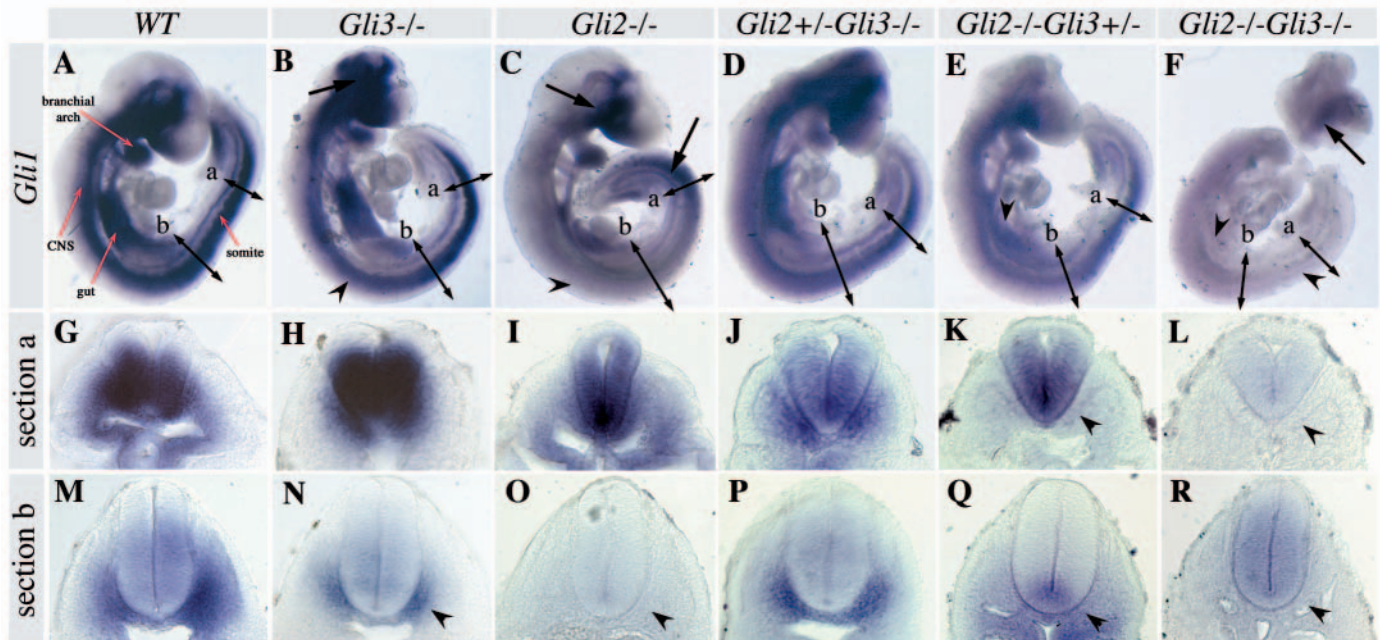 WT Gli3-/- Gli2-/- Gli2+/-Gli3-/- Gli2-/-Gli3+/- Gli2-/-Gli3-/-
Gli1
A B C D E F
branchial
arch
CNS
gut
somite
a a a a a a
b b b b b b
section a
G H I J K L
section b
M N O P Q R